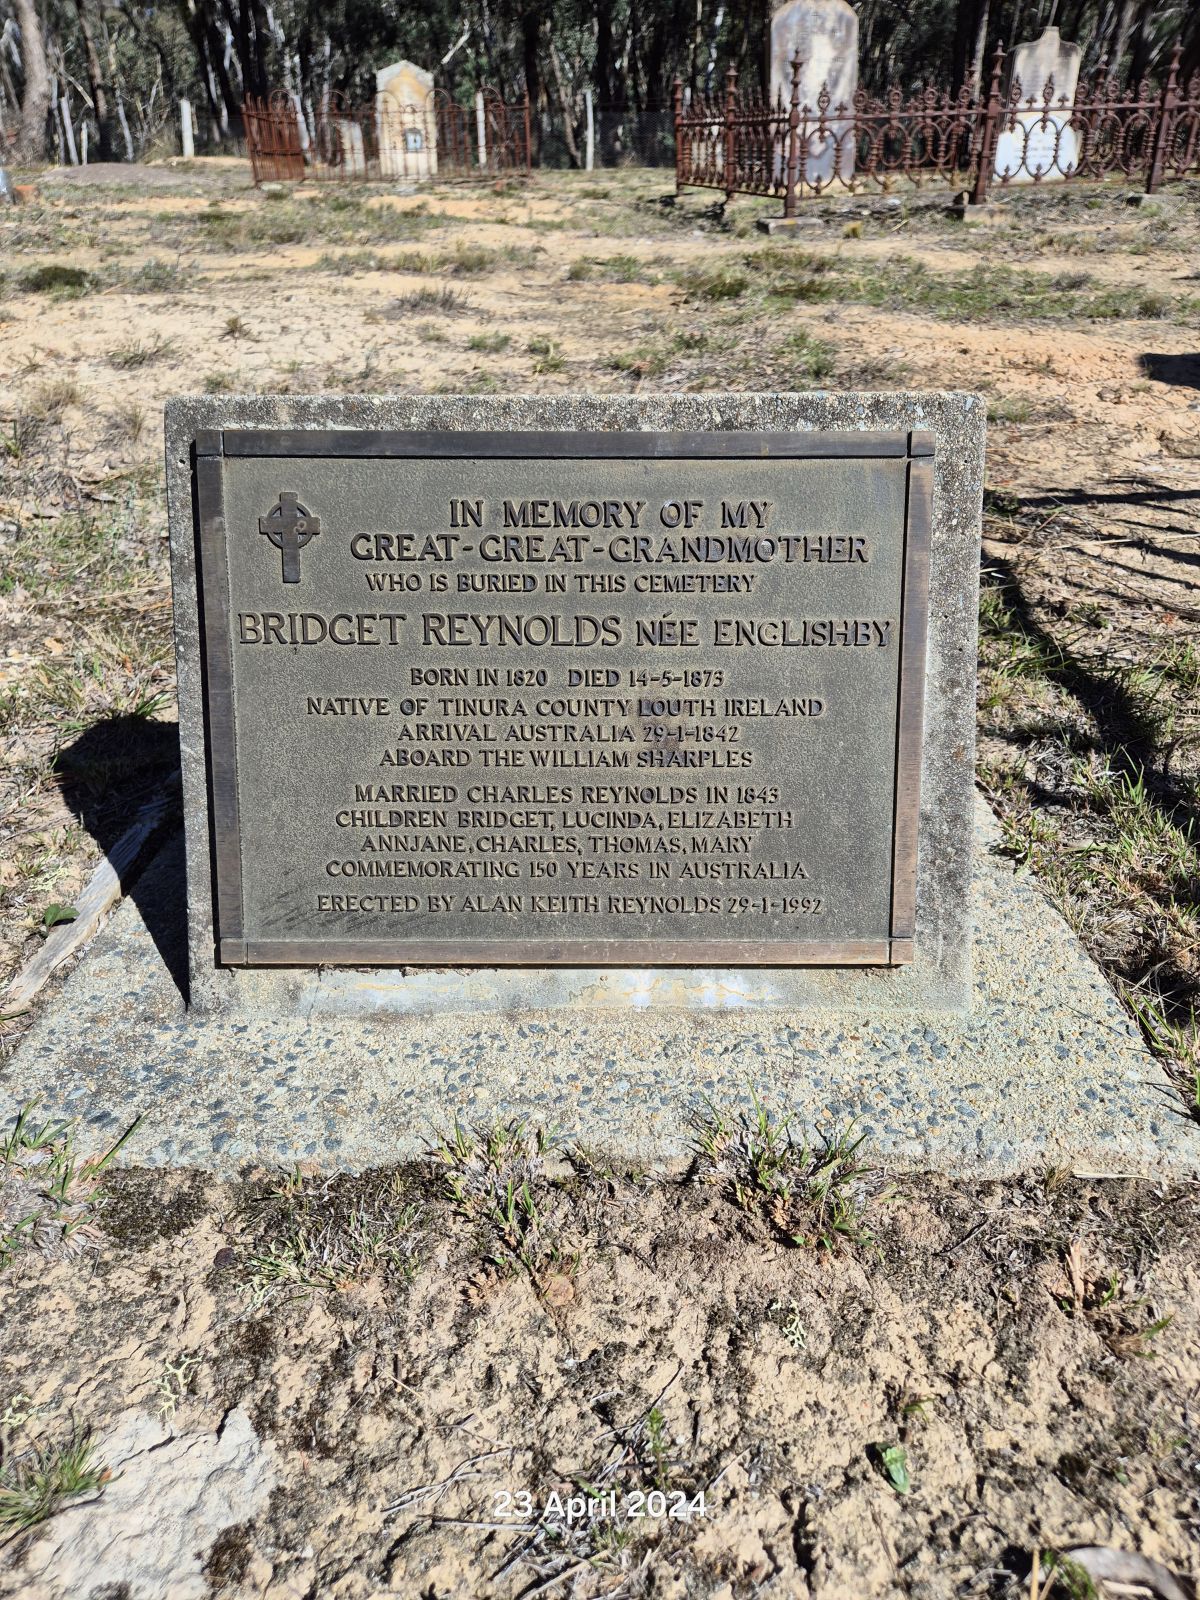 IN MEMORY OF MY
GREAT-GREAT-GRANDMOTHER
WHO IS BURIED IN THIS CEMETERY
BRIDGET REYNOLDS NÉE ENGLISHBY
BORN IN 1820 DIED 14-5-1873
NATIVE OF TINURA COUNTY LOUTH IRELAND
ARRIVAL AUSTRALIA 29-1-1842
ABOARD THE WILLIAM SHARPLES
MARRIED CHARLES REYNOLDS IN 1843
CHILDREN BRIDGET, LUCINDA, ELIZABETH
ANNJANE, CHARLES, THOMAS, MARY
COMMEMORATING 150 YEARS IN AUSTRALIA
ERECTED BY ALAN KEITH REYNOLDS 29-1-1992
23 April 2024